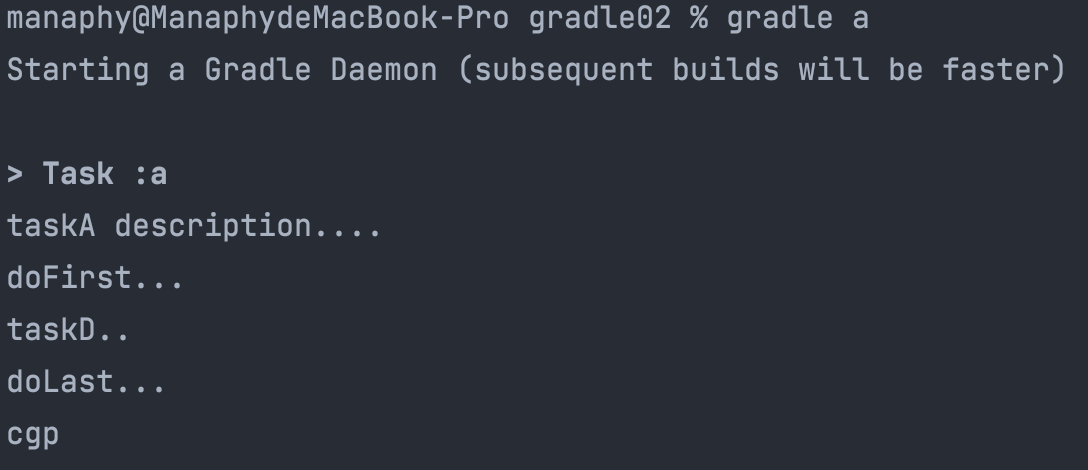 manaphy@ManaphydeMacBook-Pro gradle02 % gradle a
Starting a Gradle Daemon (subsequent builds will be faster)
> Task :a
taskA description....
doFirst...
taskD..
doLast...
cgp